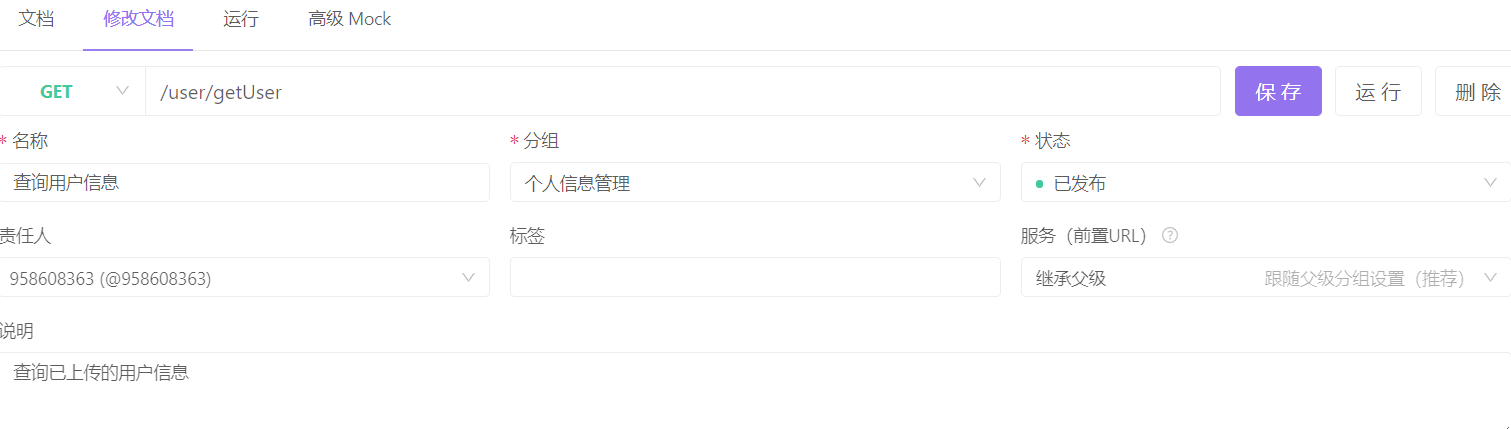 文档 修改文档 运行 高级 Mock
GET /user/getUser 保 存 运 行 删 除
* 名称 * 分组 * 状态
查询用户信息 个人信息管理 已发布
责任人 标签 服务（前置URL） ?
958608363 (@958608363) 继承父级 跟随父级分组设置（推荐）
说明
查询已上传的用户信息